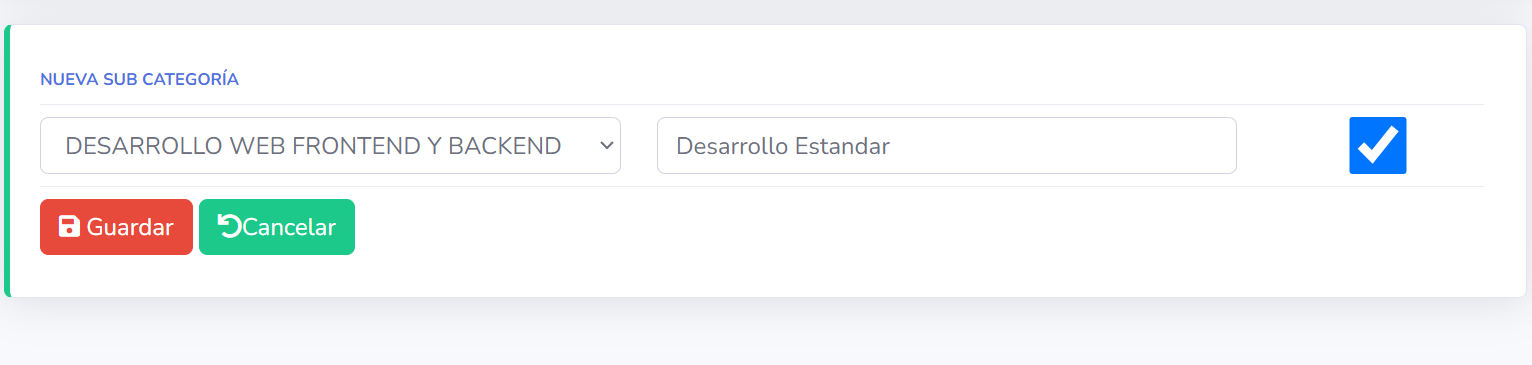 NUEVA SUB CATEGORÍA
DESARROLLO WEB FRONTEND Y BACKEND Desarrollo Estandar
Guardar Cancelar